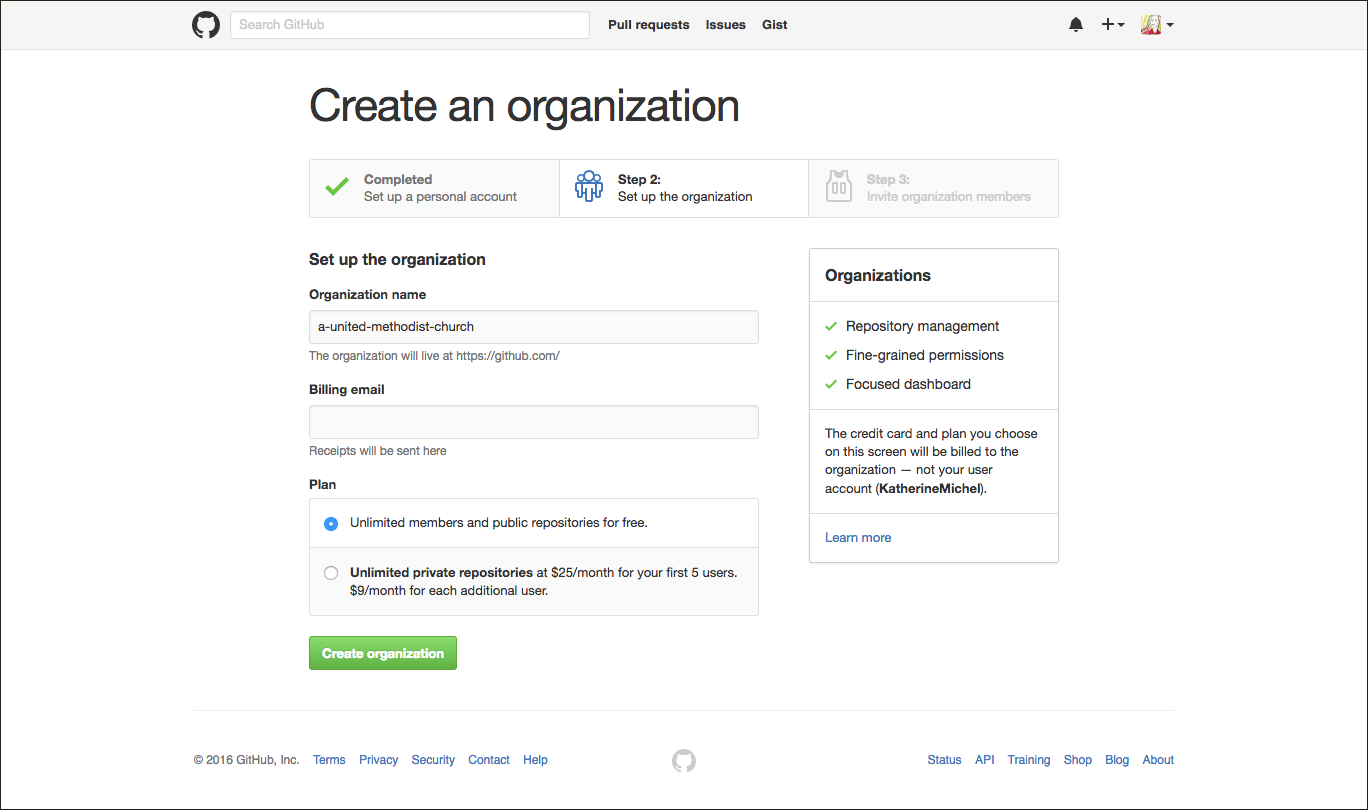 Search GitHub
Pull requests Issues Gist
Create an organization
Completed
Set up a personal account
Step 2:
Set up the organization
Step 3:
Invite organization members
Set up the organization
Organization name
a-united-methodist-church
The organization will live at https://github.com/
Billing email
Receipts will be sent here
Plan
Unlimited members and public repositories for free.
Unlimited private repositories at $25/month for your first 5 users.
$9/month for each additional user.
Create organization
Organizations
Repository management
Fine-grained permissions
Focused dashboard
The credit card and plan you choose
on this screen will be billed to the
organization — not your user
account (KatherineMichel).
Learn more
© 2016 GitHub, Inc. Terms Privacy Security Contact Help
Status API Training Shop Blog About